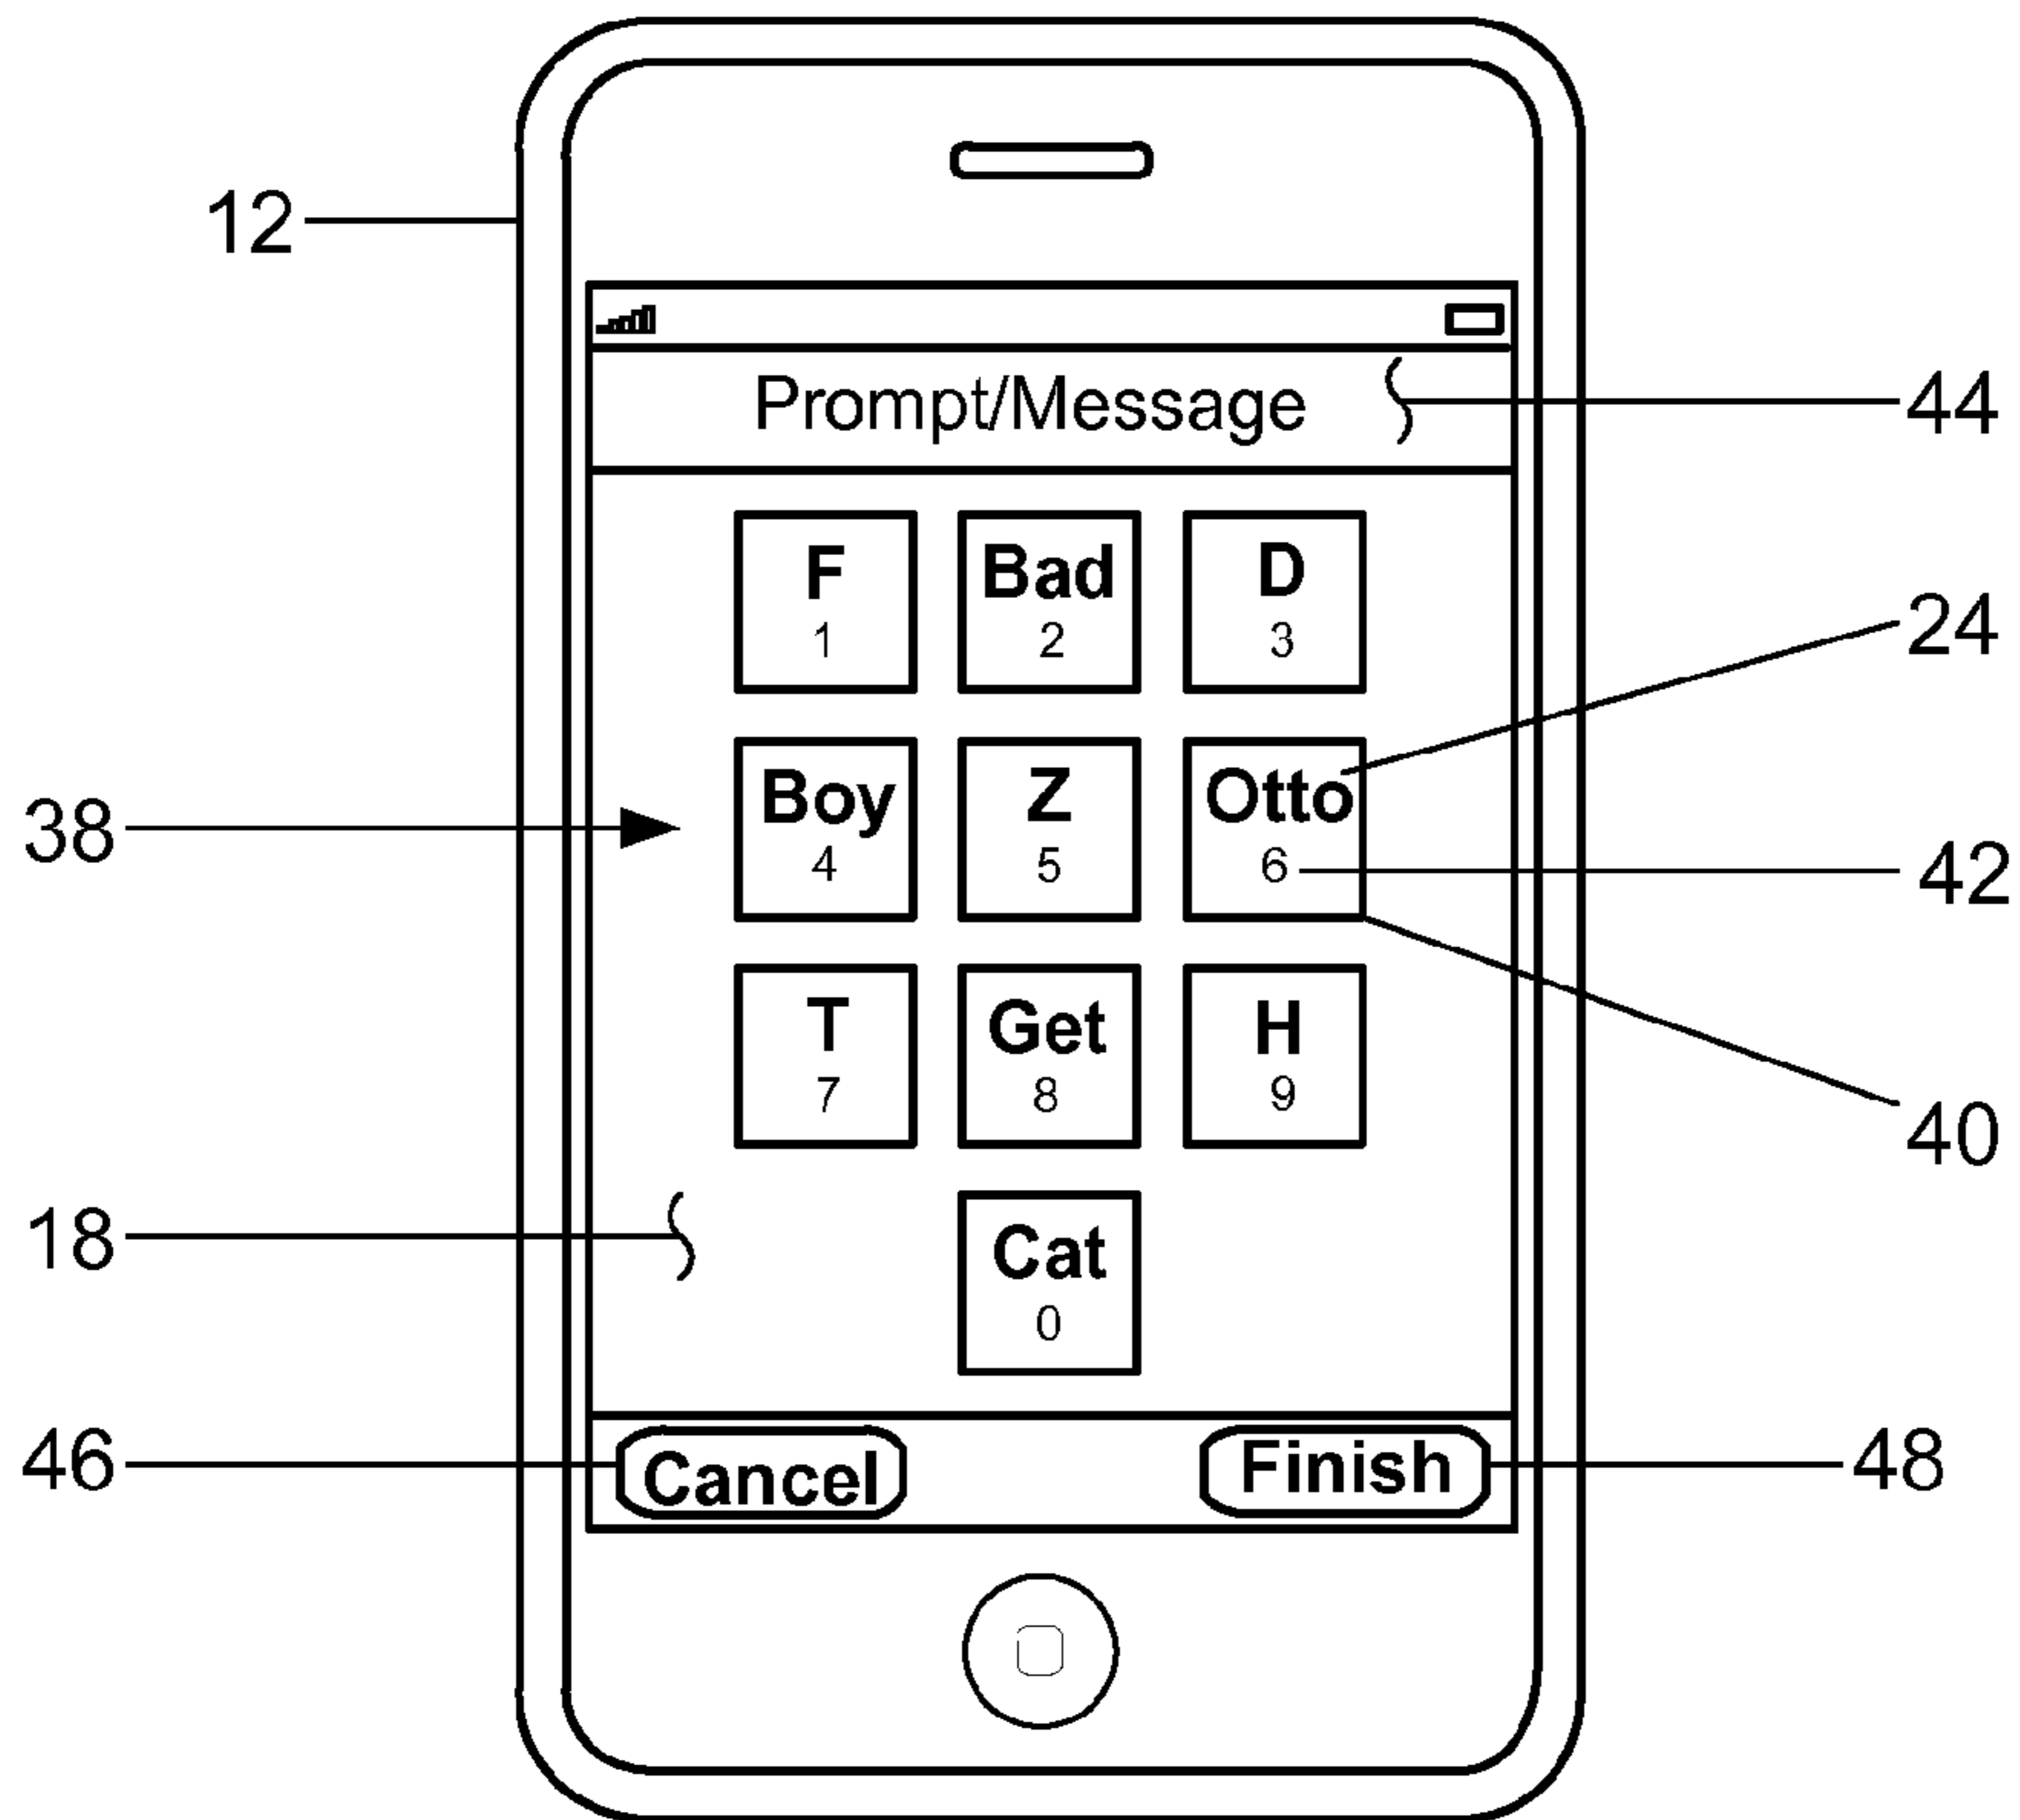 12
Prompt/Message
44
F Bad D
1 2 3
24
Boy Z Otto
38
4 5 6
42
T Get H
7 8 9
40
18
Cat
0
46
Cancel Finish
48